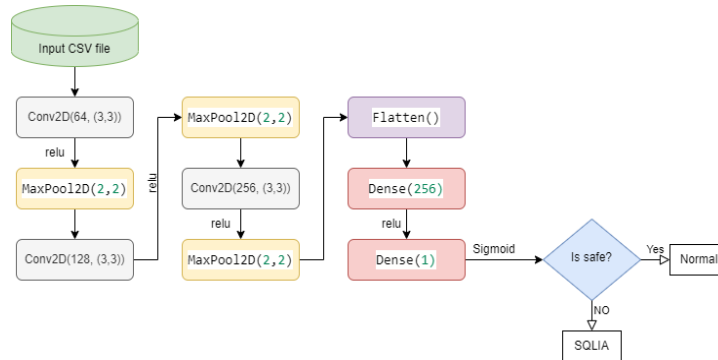 Input CSV file
Conv2D(64, (3,3))
relu
MaxPool2D(2,2)
Conv2D(128, (3,3))
relu
MaxPool2D(2,2)
Conv2D(256, (3,3))
relu
MaxPool2D(2,2)
Flatten()
Dense(256)
relu
Dense(1)
Sigmoid
Is safe?
Yes
Normal
NO
SQLIA